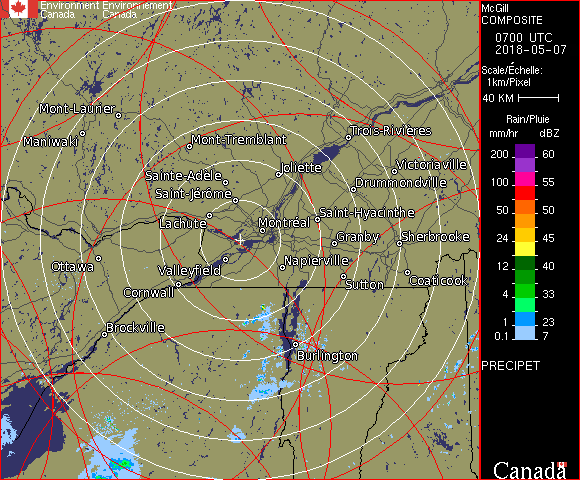 Environment Environnement
Canada Canada
McGill
COMPOSITE
0700 UTC
2018-05-07
Scale/Échelle:
1km/Pixel
40 KM
Rain/Pluie
mm/hr dBZ
200 60
150 57
100 55
50 50
24 45
12 40
4 33
1 23
0.1 7
PRECIPET
Canada
Mont-Laurier
Maniwaki
Mont-Tremblant
Trois-Rivières
Joliette
Victoriaville
Sainte-Adèle
Drummondville
Saint-Jérôme
Lachute
Saint-Hyacinthe
Montréal
Granby
Sherbrooke
Ottawa
Valleyfield
Napierville
Cornwall
Sutton
Coaticook
Brockville
Burlington